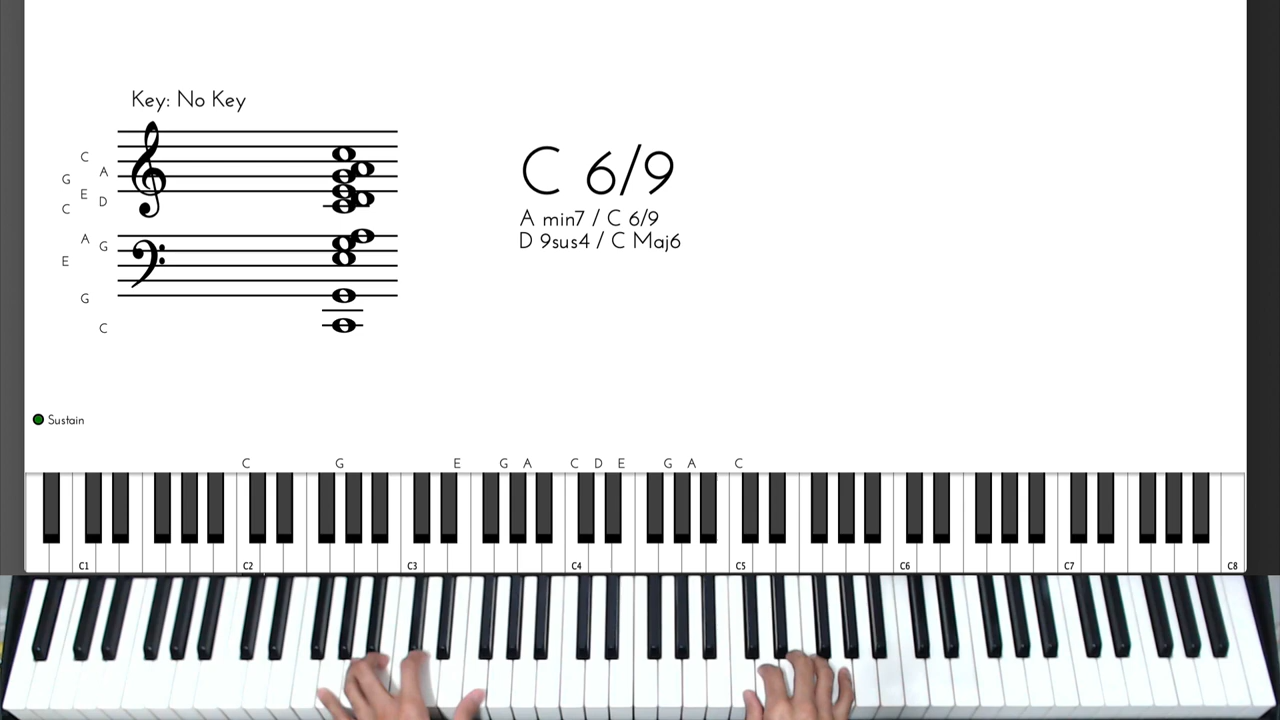 Key: No Key
C 6/9
A min7 / C 6/9
D 9sus4 / C Maj6
C
A
G
E
D
C
A
G
E
G
C
Sustain
C G E G A C D E G A C
C1 C2 C3 C4 C5 C6 C7 C8